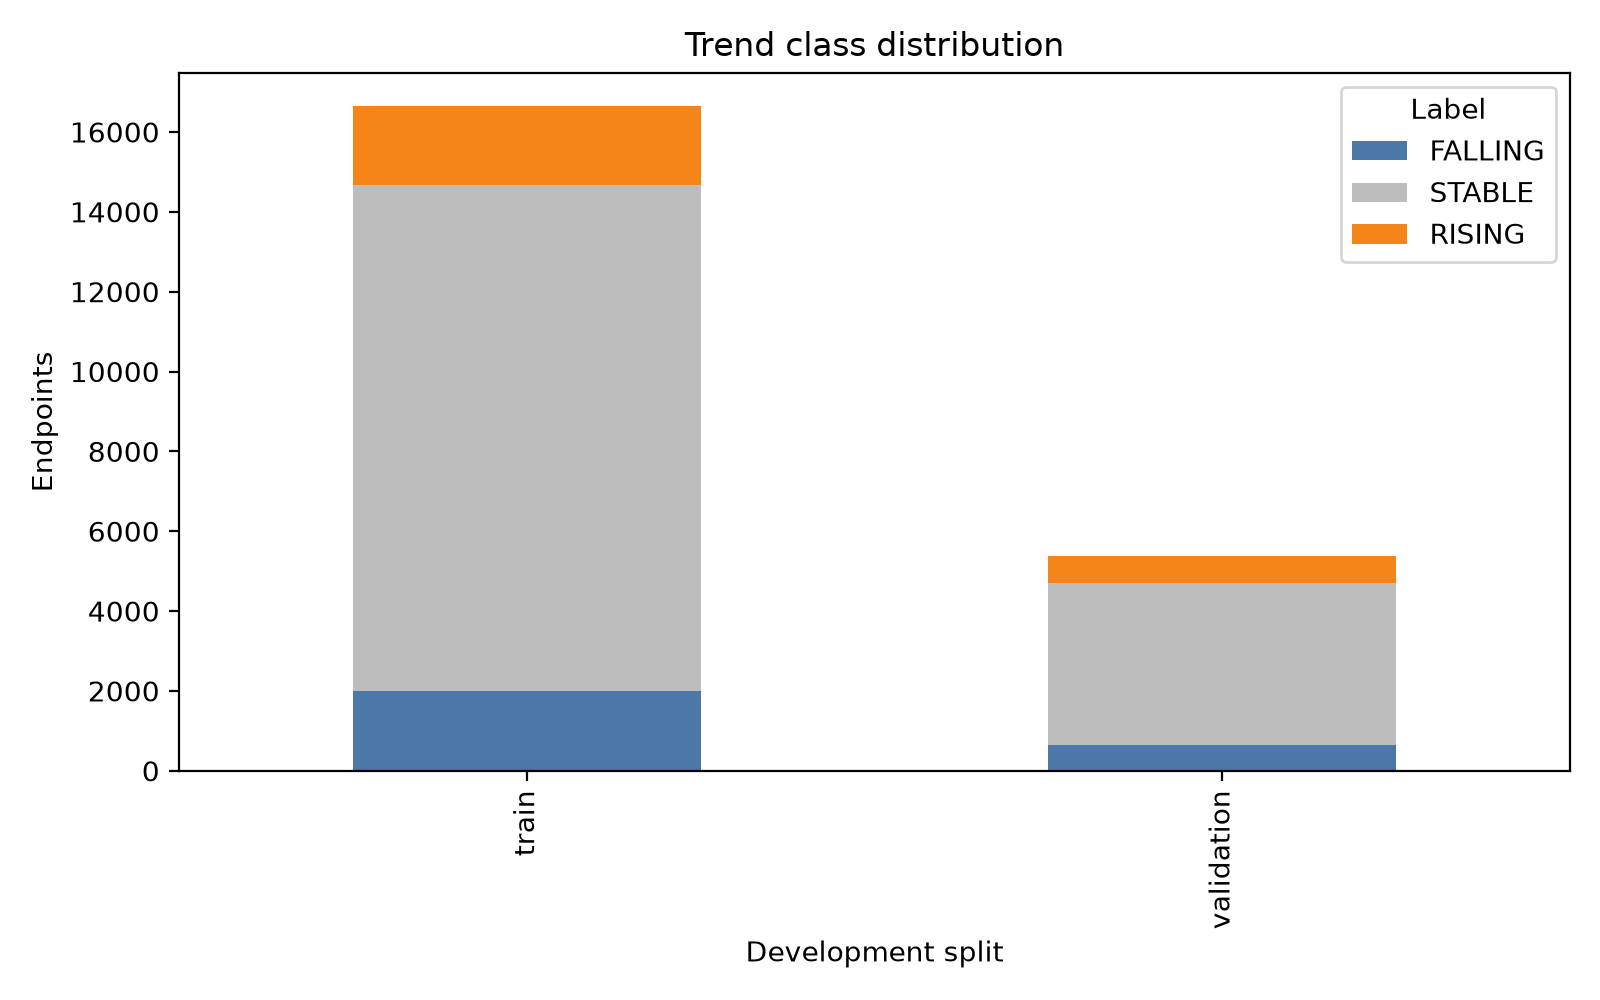 Trend class distribution
Label
FALLING
STABLE
RISING
Endpoints
16000
14000
12000
10000
8000
6000
4000
2000
0
train
validation
Development split